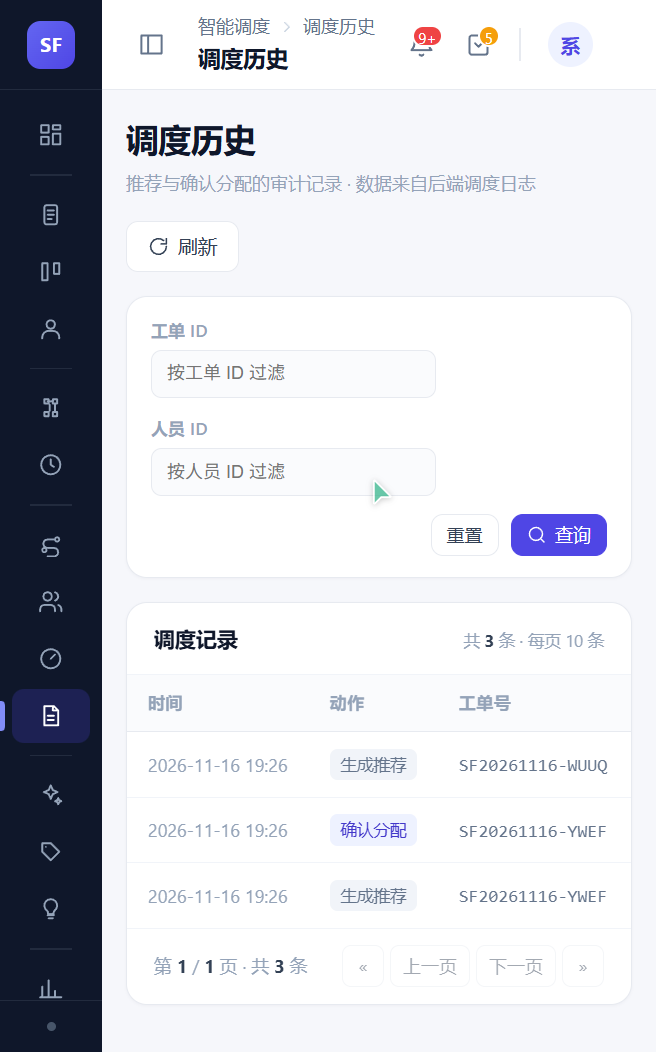 SF
智能调度 > 调度历史
调度历史
9+
5
系
调度历史
推荐与确认分配的审计记录 · 数据来自后端调度日志
刷新
工单 ID
按工单 ID 过滤
人员 ID
按人员 ID 过滤
重置
查询
调度记录
共 3 条 · 每页 10 条
时间 动作 工单号
2026-11-16 19:26 生成推荐 SF20261116-WUUQ
2026-11-16 19:26 确认分配 SF20261116-YWEF
2026-11-16 19:26 生成推荐 SF20261116-YWEF
第 1 / 1 页 · 共 3 条 « 上一页 下一页 »